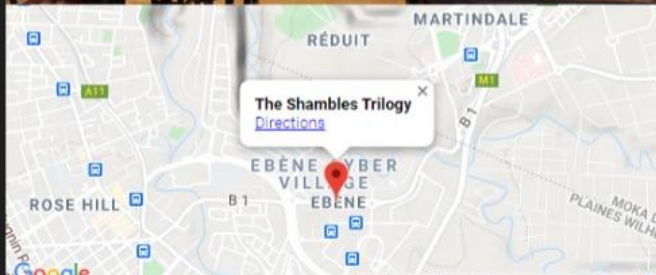 MARTINDALE
RÉDUIT
A11
M1
×
The Shambles Trilogy
Directions
B 1
EBÈNE CYBER
VILLAGE
EBENE
ROSE HILL
B 1
MOKA
PLAINES WILH
Google